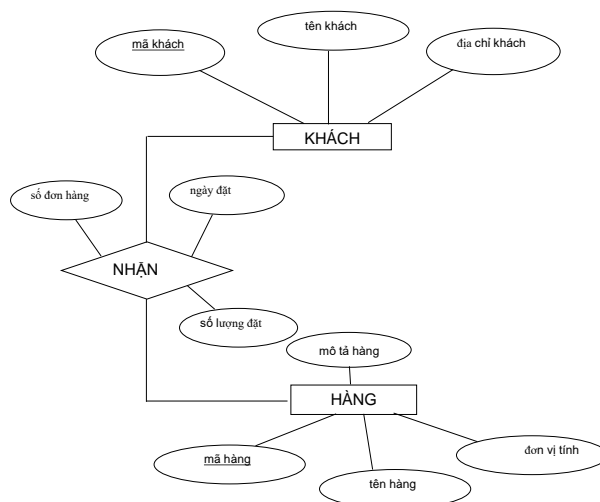 tên khách
mã khách
địa chỉ khách
KHÁCH
số đơn hàng
ngày đặt
NHẬN
số lượng đặt
mô tả hàng
HÀNG
mã hàng
đơn vị tính
tên hàng